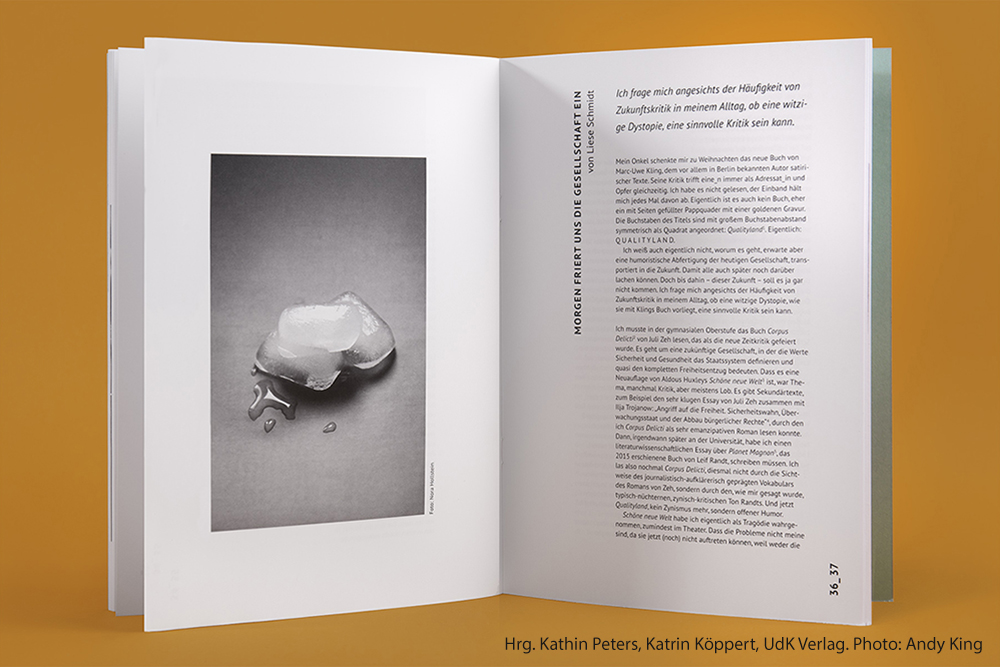 Foto: Nora Hollstein
MORGEN FRIERT UNS DIE GESELLSCHAFT EIN
von Liese Schmidt
Ich frage mich angesichts der Häufigkeit von
Zukunftskritik in meinem Alltag, ob eine witzi-
ge Dystopie, eine sinnvolle Kritik sein kann.
Mein Onkel schenkte mir zu Weihnachten das neue Buch von
Marc-Uwe Kling, dem vor allem in Berlin bekannten Autor satiri-
scher Texte. Seine Kritik trifft eine_n immer als Adressat_in und
Opfer gleichzeitig. Ich habe es nicht gelesen, der Einband hält
mich jedes Mal davon ab. Eigentlich ist es auch kein Buch, eher
ein mit Seiten gefüllter Pappquader mit einer goldenen Gravur.
Die Buchstaben des Titels sind mit großem Buchstabenabstand
symmetrisch als Quadrat angeordnet: Qualityland¹. Eigentlich:
Q U A L I T Y L A N D.
Ich weiß auch eigentlich nicht, worum es geht, erwarte aber
eine humoristische Abfertigung der heutigen Gesellschaft, trans-
portiert in die Zukunft. Damit alle auch später noch darüber
lachen können. Doch bis dahin – dieser Zukunft – soll es ja gar
nicht kommen. Ich frage mich angesichts der Häufigkeit von
Zukunftskritik in meinem Alltag, ob eine witzige Dystopie, wie
sie mit Klings Buch vorliegt, eine sinnvolle Kritik sein kann.
Ich musste in der gymnasialen Oberstufe das Buch Corpus
Delicti² von Juli Zeh lesen, das als die neue Zeitkritik gefeiert
wurde. Es geht um eine zukünftige Gesellschaft, in der die Werte
Sicherheit und Gesundheit das Staatssystem definieren und
quasi den kompletten Freiheitsentzug bedeuten. Dass es eine
Neuauflage von Aldous Huxleys Schöne neue Welt³ ist, war The-
ma, manchmal Kritik, aber meistens Lob. Es gibt Sekundärtexte,
zum Beispiel den sehr klugen Essay von Juli Zeh zusammen mit
Ilja Trojanow: „Angriff auf die Freiheit. Sicherheitswahn, Über-
wachungsstaat und der Abbau bürgerlicher Rechte“⁴, durch den
ich Corpus Delicti als sehr emanzipativen Roman lesen konnte.
Dann, irgendwann später an der Universität, habe ich einen
literaturwissenschaftlichen Essay über Planet Magnon⁵, das
2015 erschienene Buch von Leif Randt, schreiben müssen. Ich
las also nochmal Corpus Delicti, diesmal nicht durch die Sicht-
weise des journalistisch-aufklärerisch geprägten Vokabulars
des Romans von Zeh, sondern durch den, wie mir gesagt wurde,
typisch-nüchternen, zynisch-kritischen Ton Randts. Und jetzt
Qualityland, kein Zynismus mehr, sondern offener Humor.
Schöne neue Welt habe ich eigentlich als Tragödie wahrge-
nommen, zumindest im Theater. Dass die Probleme nicht meine
sind, da sie jetzt (noch) nicht auftreten können, weil weder die
36_37
Hrg. Kathin Peters, Katrin Köppert, UdK Verlag. Photo: Andy King